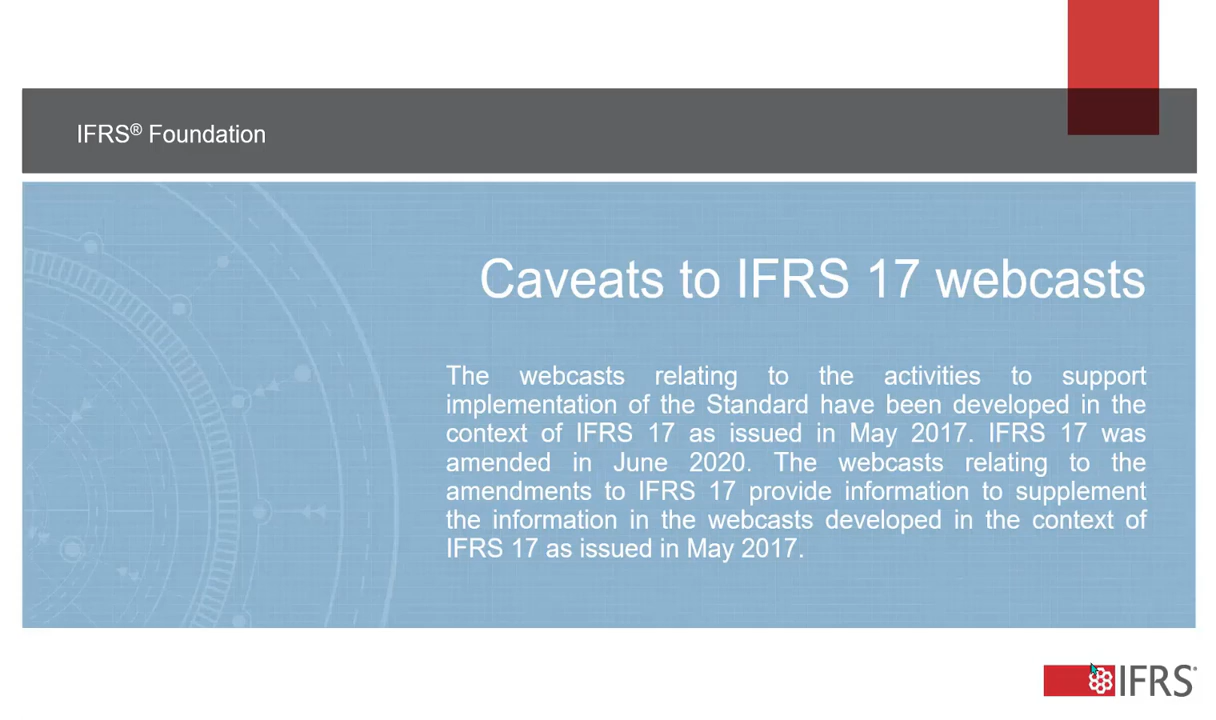 IFRS® Foundation
Caveats to IFRS 17 webcasts
The webcasts relating to the activities to support
implementation of the Standard have been developed in the
context of IFRS 17 as issued in May 2017. IFRS 17 was
amended in June 2020. The webcasts relating to the
amendments to IFRS 17 provide information to supplement
the information in the webcasts developed in the context of
IFRS 17 as issued in May 2017.
IFRS®